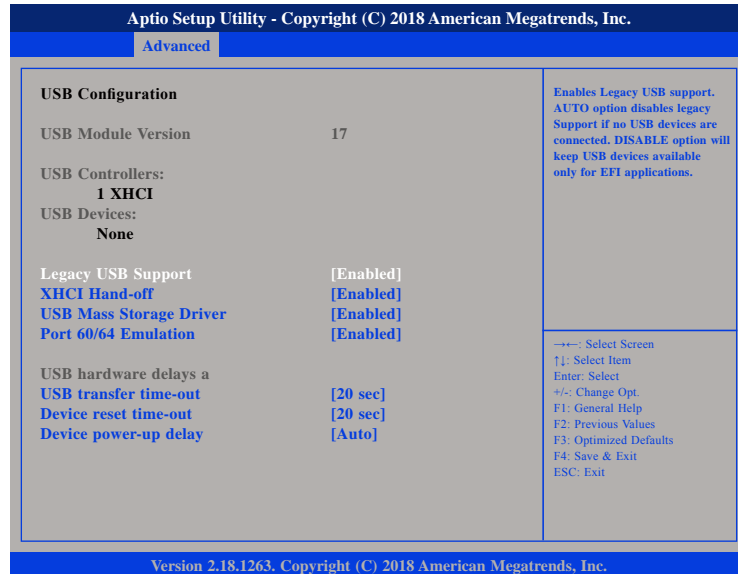 Aptio Setup Utility - Copyright (C) 2018 American Megatrends, Inc.
Advanced
USB Configuration
USB Module Version 17
USB Controllers:
1 XHCI
USB Devices:
None
Legacy USB Support [Enabled]
XHCI Hand-off [Enabled]
USB Mass Storage Driver [Enabled]
Port 60/64 Emulation [Enabled]
USB hardware delays a
USB transfer time-out [20 sec]
Device reset time-out [20 sec]
Device power-up delay [Auto]
Enables Legacy USB support.
AUTO option disables legacy
Support if no USB devices are
connected. DISABLE option will
keep USB devices available
only for EFI applications.
→←: Select Screen
↑↓: Select Item
Enter: Select
+/-: Change Opt.
F1: General Help
F2: Previous Values
F3: Optimized Defaults
F4: Save & Exit
ESC: Exit
Version 2.18.1263. Copyright (C) 2018 American Megatrends, Inc.